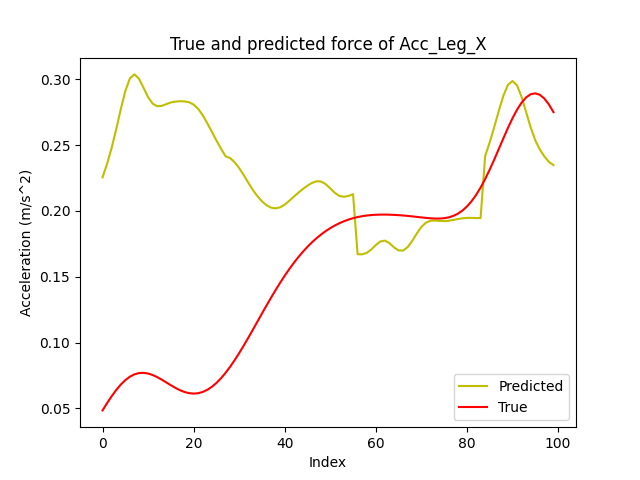 True and predicted force of Acc_Leg_X
Acceleration (m/s^2)
0.30
0.25
0.20
0.15
0.10
0.05
0 20 40 60 80 100
Index
Predicted
True